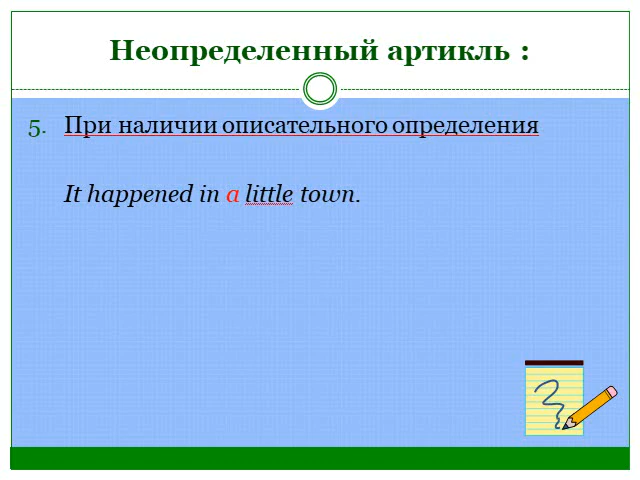 Неопределенный артикль :
5. При наличии описательного определения
It happened in a little town.